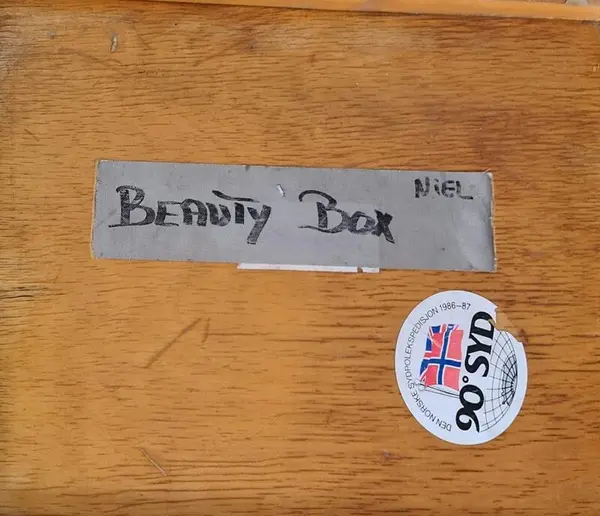 NIEL
BEAUTY BOX
DEN NORSKE SYDPOLEKSPEDISJON 1986-87
90° SYD